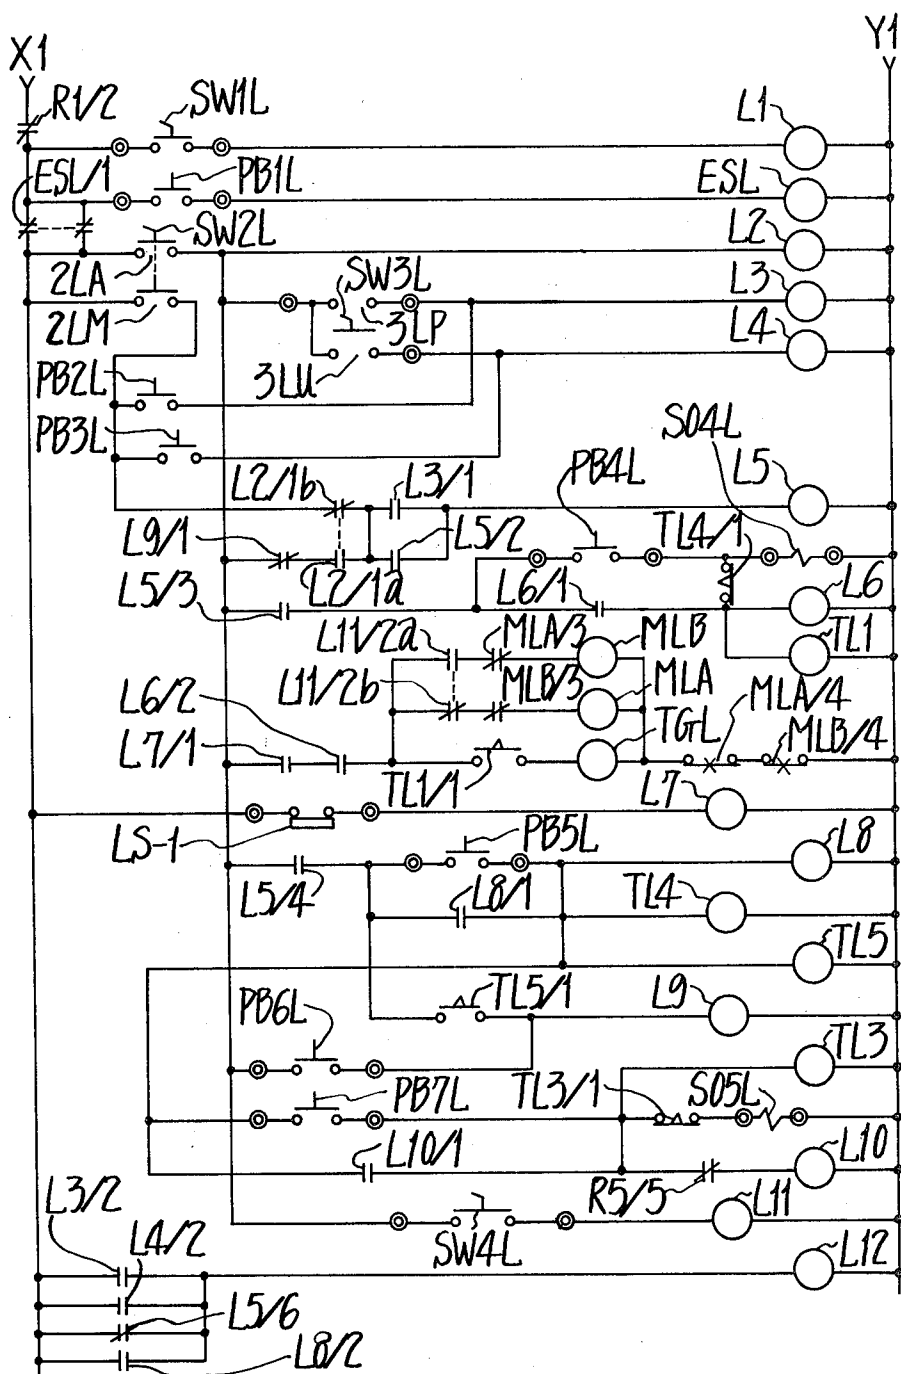 X1 Y1
R1/2 SW1L L1
ESL/1 PB1L ESL
SW2L L2
2LA SW3L L3
2LM 3LP L4
PB2L 3LU
PB3L S04L
L2/1b L3/1 PB4L L5
L9/1 L5/2 TL4/1
L5/3 L2/1a L6/1 L6
L11/2a MLA/3 MLB TL1
L11/2b MLB/3 MLA MLA/4
L6/2 TGL MLB/4
L7/1 TL1/1 L7
LS-1 PB5L L8
L5/4 L8/1 TL4
TL5
PB6L TL5/1 L9
TL3
PB7L TL3/1 S05L
L10/1 L10
L3/2 R5/5 L11
L4/2 SW4L L12
L5/6
L8/2